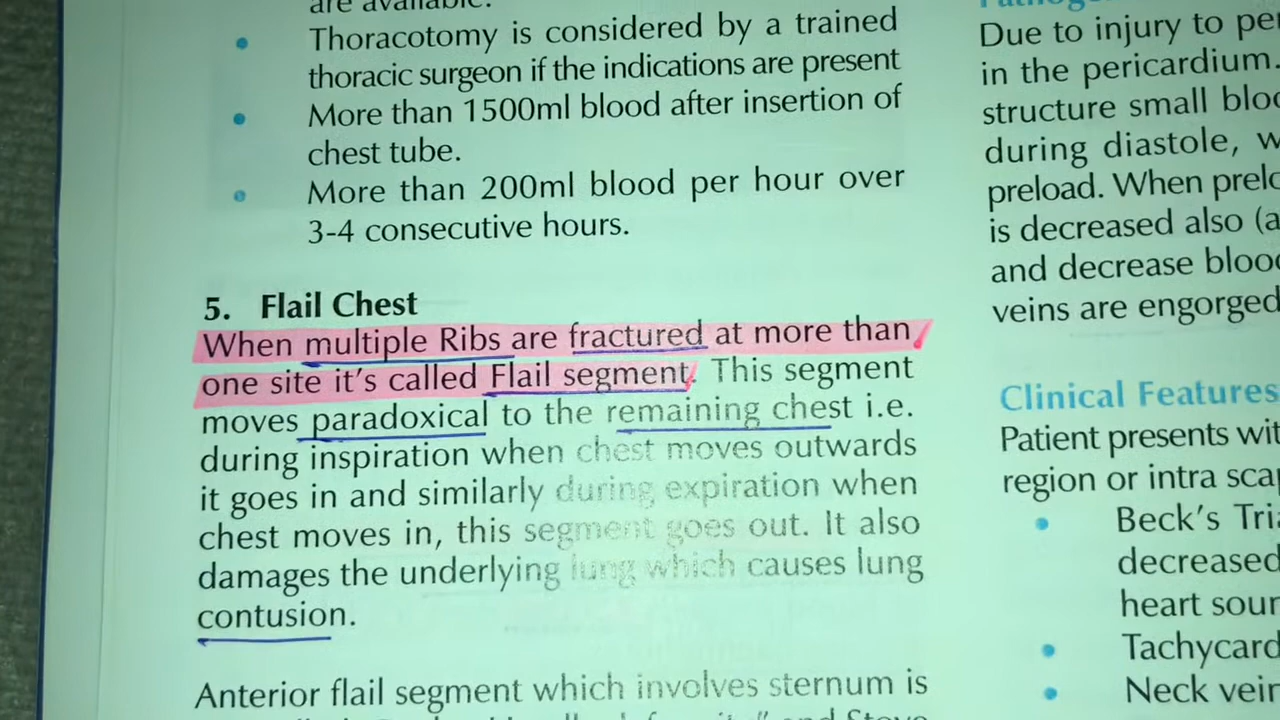 are available.
• Thoracotomy is considered by a trained
thoracic surgeon if the indications are present
• More than 1500ml blood after insertion of
chest tube.
• More than 200ml blood per hour over
3-4 consecutive hours.
5. Flail Chest
When multiple Ribs are fractured at more than
one site it's called Flail segment. This segment
moves paradoxical to the remaining chest i.e.
during inspiration when chest moves outwards
it goes in and similarly during expiration when
chest moves in, this segment goes out. It also
damages the underlying lung which causes lung
contusion.
Anterior flail segment which involves sternum is
Due to injury to
in the pericardium.
structure small
during diastole,
preload. When
is decreased also
and decrease
veins are engorged
Clinical Features
Patient presents
region or intra
• Beck's
decreased
heart
•
• Neck